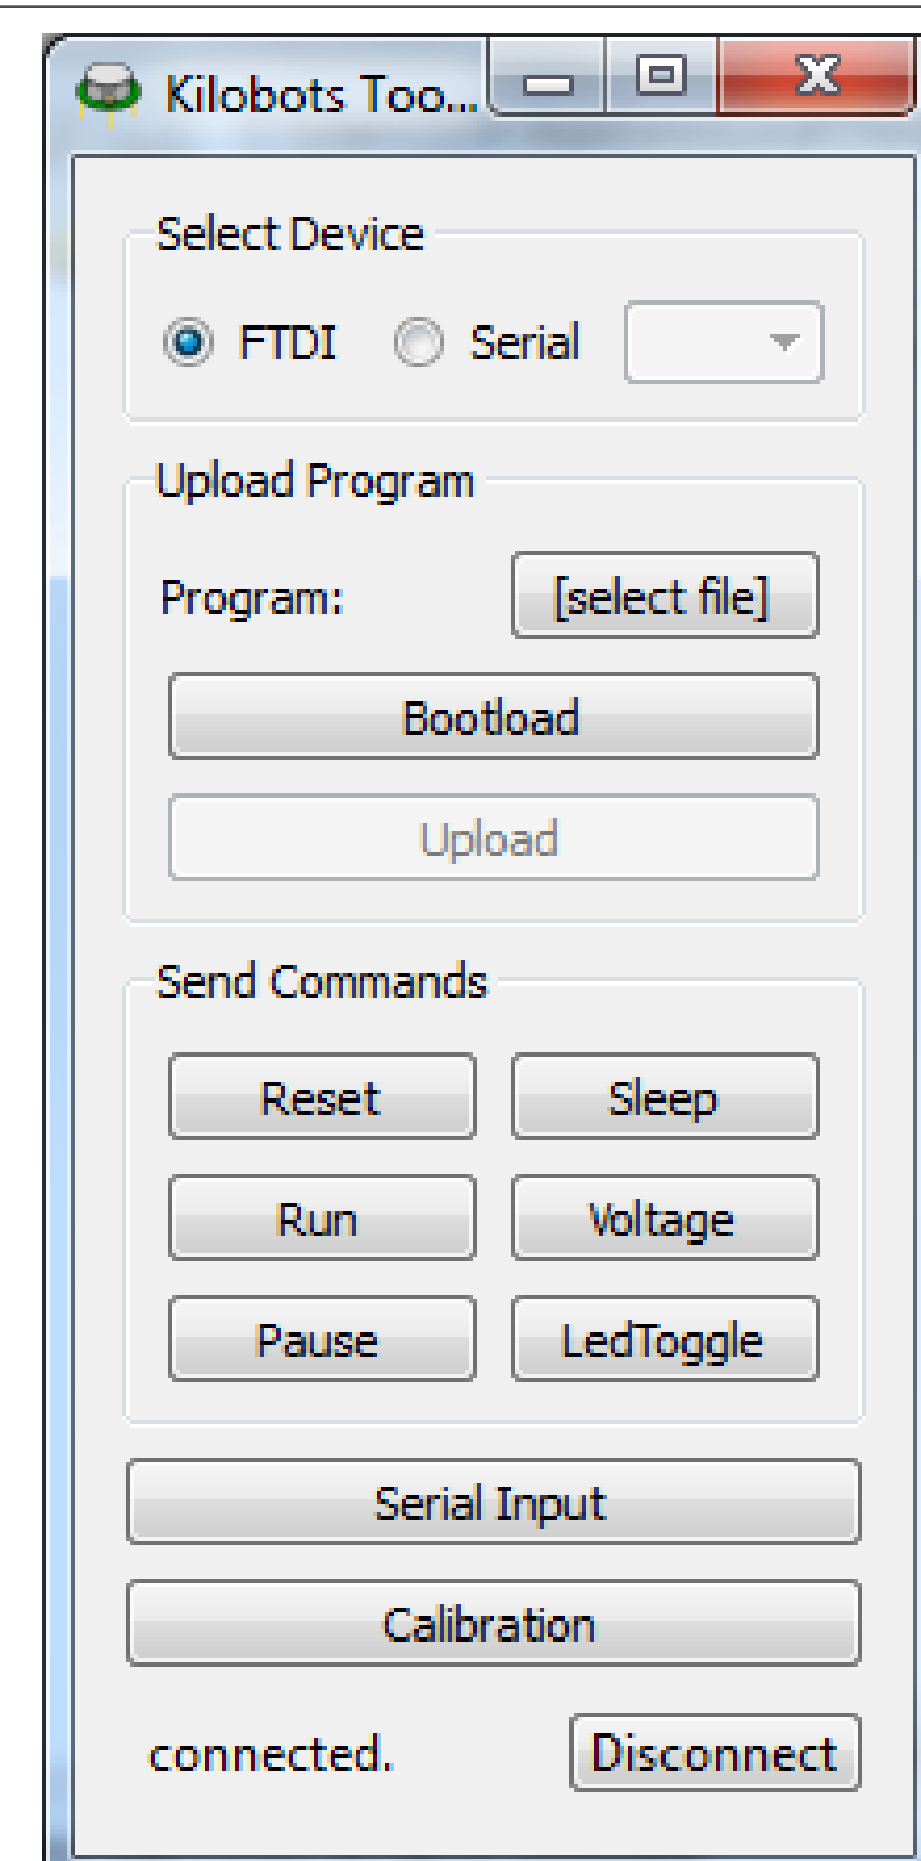 Kilobots Too...
Select Device
FTDI Serial
Upload Program
Program: [select file]
Bootload
Upload
Send Commands
Reset Sleep
Run Voltage
Pause LedToggle
Serial Input
Calibration
connected. Disconnect